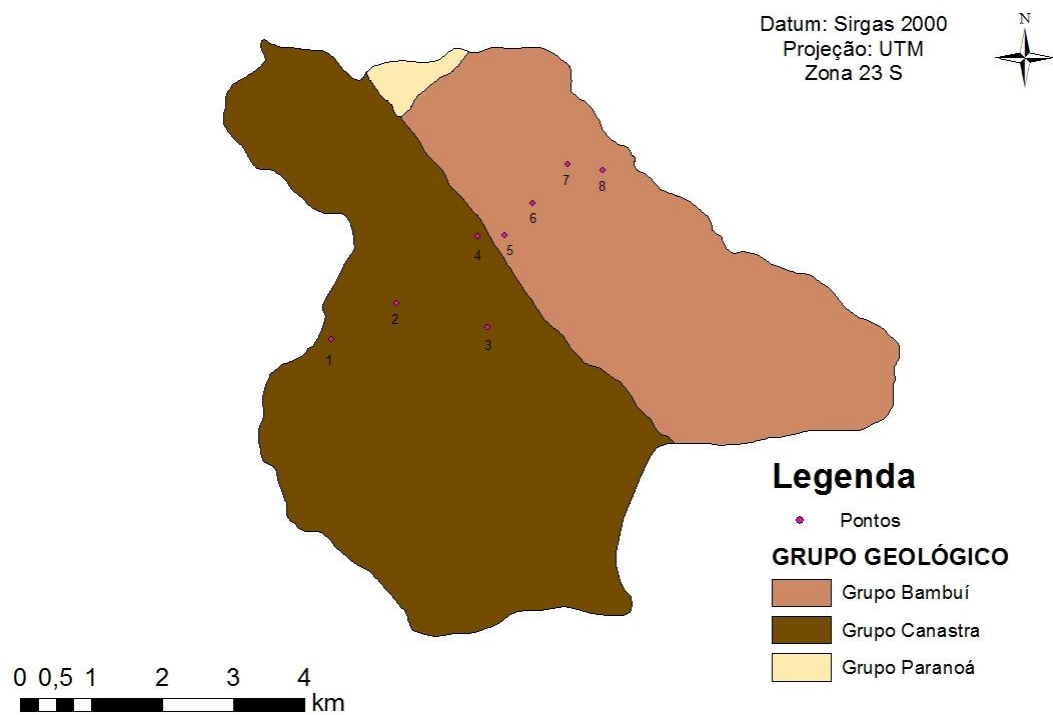 Datum: Sirgas 2000
Projeção: UTM
Zona 23 S
N
7
8
6
4
5
2
3
1
Legenda
Pontos
GRUPO GEOLÓGICO
Grupo Bambuí
Grupo Canastra
Grupo Paranoá
0 0,5 1 2 3 4
km